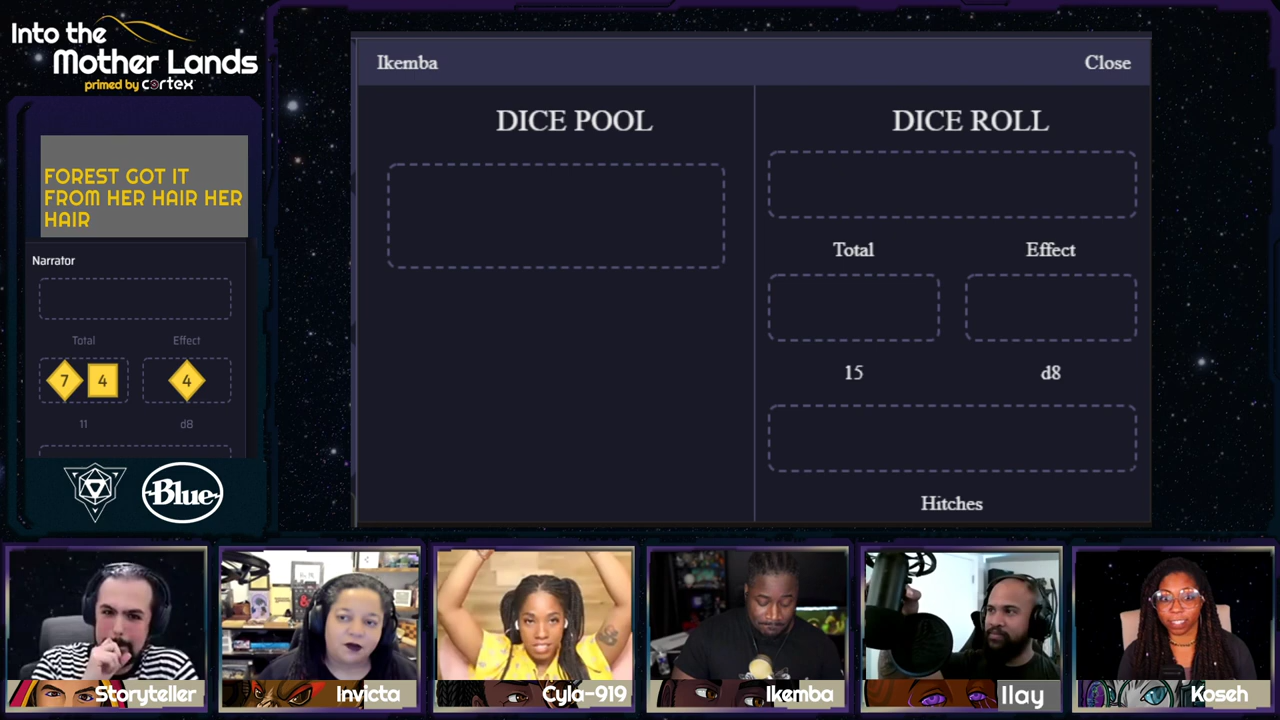 Into the
Mother Lands
primed by cortex
FOREST GOT IT
FROM HER HAIR HER
HAIR
Narrator
Total
Effect
7
4
4
11
d8
Blue
Ikemba
Close
DICE POOL
DICE ROLL
Total
Effect
15
d8
Hitches
Storyteller
Invicta
Cyla-919
Ikemba
Ilay
Koseh